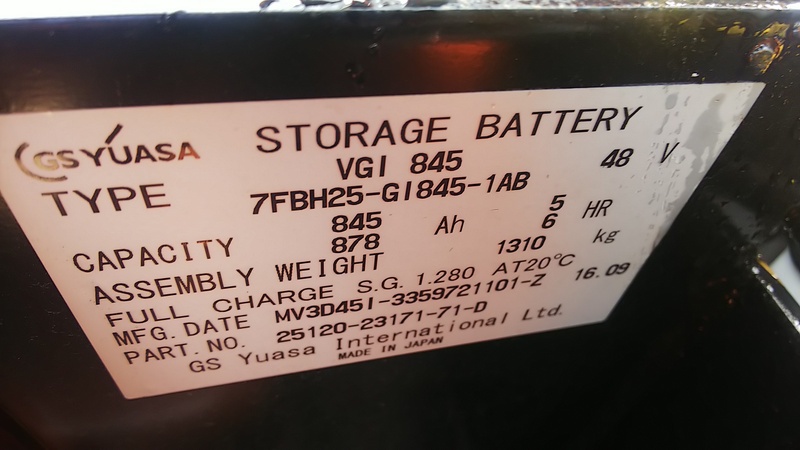 GS YUASA STORAGE BATTERY
VGI 845 48 V
TYPE 7FBH25-GI845-1AB
845 Ah 5 HR
CAPACITY 878 6
ASSEMBLY WEIGHT 1310 kg
FULL CHARGE S.G. 1.280 AT20°C
MFG. DATE MV3D45I-3359721101-Z 16.09
PART. NO. 25120-23171-71-D
GS Yuasa International Ltd.
MADE IN JAPAN